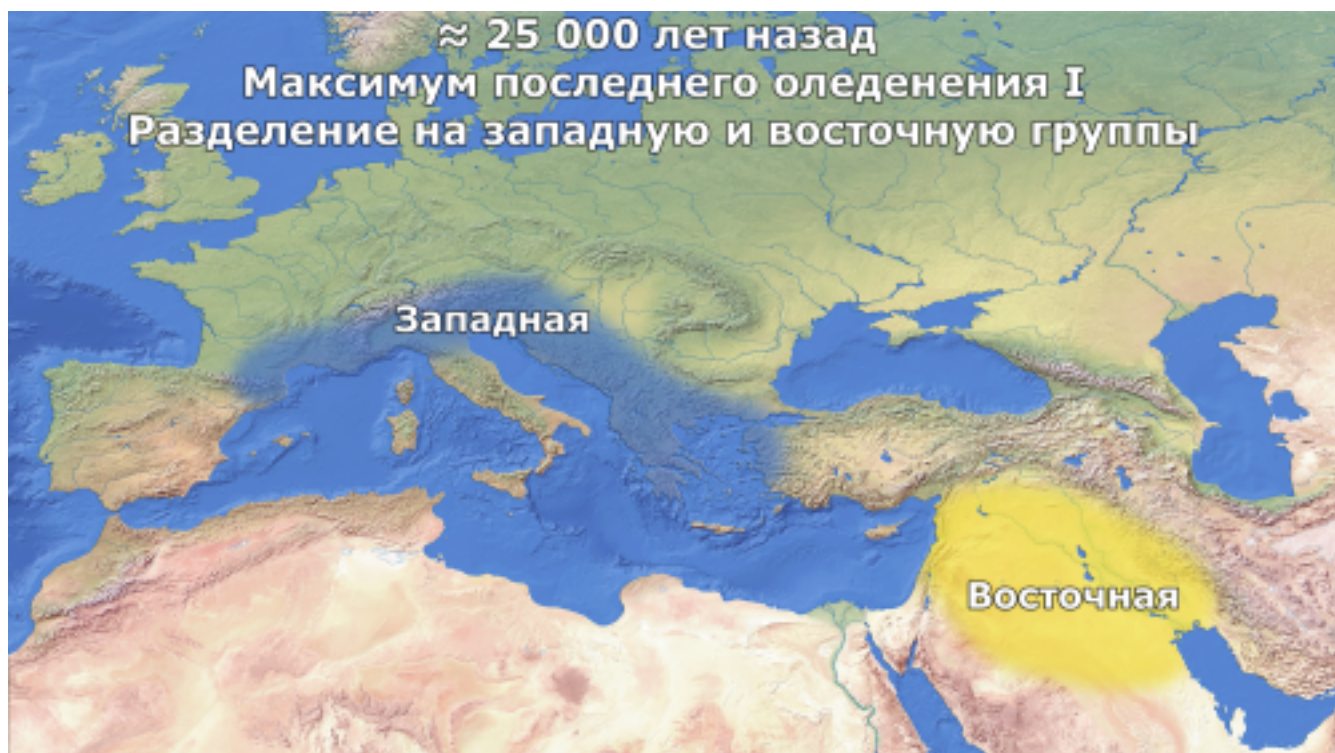 ≈ 25 000 лет назад
Максимум последнего оледенения I
Разделение на западную и восточную группы
Западная
Восточная